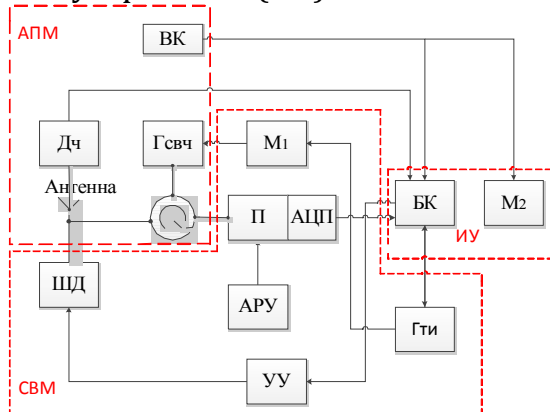 АПМ
ВК
Дч
Гсвч
М1
Антенна
П
АЦП
БК
М2
ИУ
ШД
АРУ
Гти
УУ
СВМ